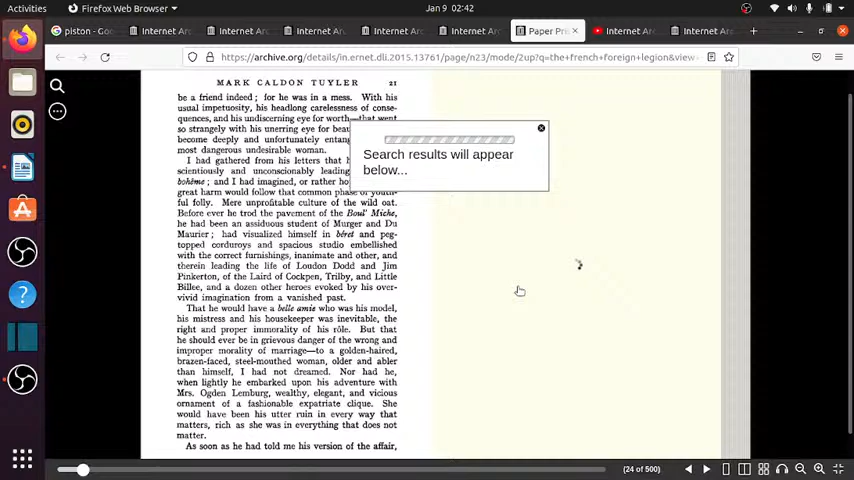 Activities
Firefox Web Browser
Jan 9 02:42
piston - Goo
Internet Ar
Internet Ar
Internet Ar
Internet Ar
Internet Ar
Paper Pri
Internet Ar
Internet Ar
https://archive.org/details/in.ernet.dli.2015.13761/page/n23/mode/2up?q=the+french+foreign+legion&view=
MARK CALDON TUYLER 21
be a friend indeed; for he was in a mess. With his
usual impetuosity, his headlong carelessness of conse-
quences, and his undiscerning eye for worth—that went
so strangely with his unerring eye for beau
become deeply and unfortunately entang
most dangerous undesirable woman.
I had gathered from his letters that h
scientiously and unconscionably leading
bohème; and I had imagined, or rather ho
great harm would follow that common phase of youth-
ful folly. Mere unprofitable culture of the wild oat.
Before ever he trod the pavement of the Boul' Miche,
he had been an assiduous student of Murger and Du
Maurier; had visualized himself in béret and peg-
topped corduroys and spacious studio embellished
with the correct furnishings, inanimate and other, and
therein leading the life of Loudon Dodd and Jim
Pinkerton, of the Laird of Cockpen, Trilby, and Little
Billee, and a dozen other heroes evoked by his over-
vivid imagination from a vanished past.
That he would have a belle amie who was his model,
his mistress and his housekeeper was inevitable, the
right and proper immorality of his rôle. But that
he should ever be in grievous danger of the wrong and
improper morality of marriage—to a golden-haired,
brazen-faced, steel-mouthed woman, older and abler
than himself, I had not dreamed. Nor had he,
when lightly he embarked upon his adventure with
Mrs. Ogden Lemburg, wealthy, elegant, and vicious
ornament of a fashionable expatriate clique. She
would have been his utter ruin in every way that
matters, rich as she was in everything that does not
matter.
As soon as he had told me his version of the affair,
Search results will appear
below...
(24 of 500)